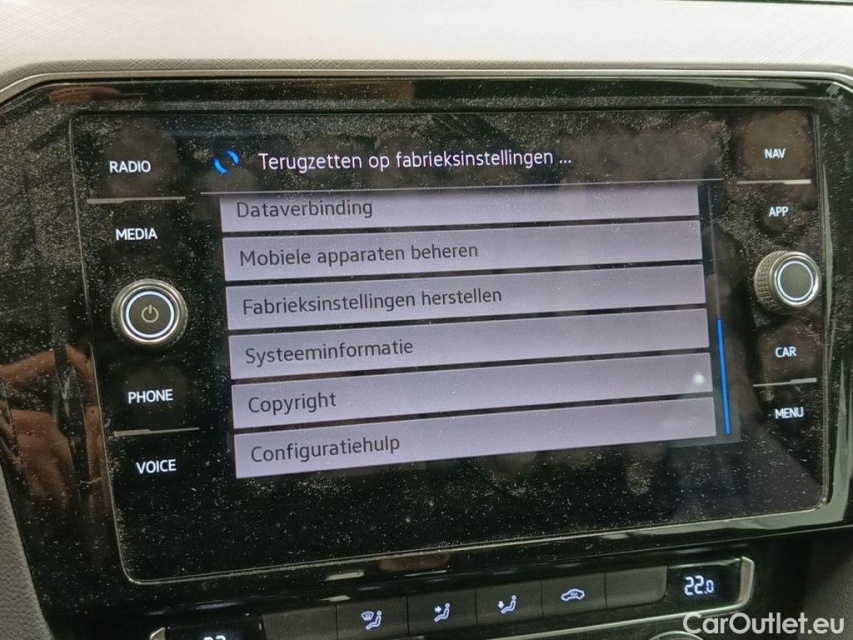 RADIO
MEDIA
PHONE
VOICE
Terugzetten op fabrieksinstellingen ...
Dataverbinding
Mobiele apparaten beheren
Fabrieksinstellingen herstellen
Systeeminformatie
Copyright
Configuratiehulp
NAV
APP
CAR
MENU
22.0
CarOutlet.eu